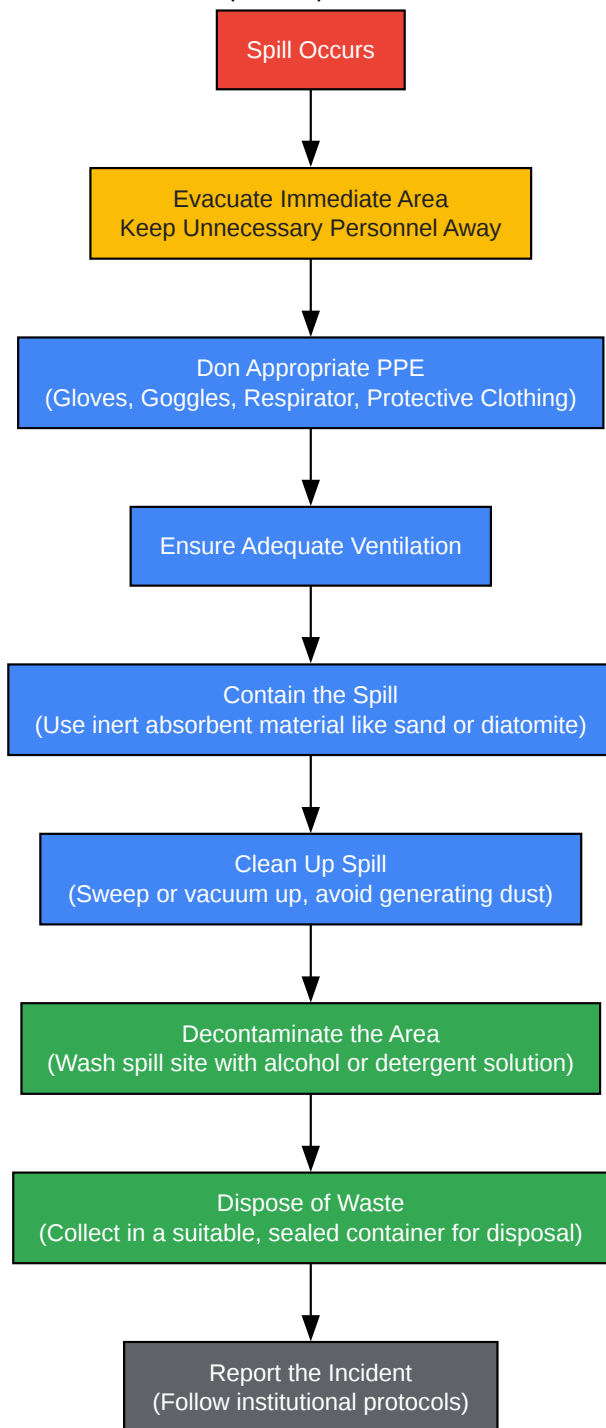 Spill Occurs
Evacuate Immediate Area
Keep Unnecessary Personnel Away
Don Appropriate PPE
(Gloves, Goggles, Respirator, Protective Clothing)
Ensure Adequate Ventilation
Contain the Spill
(Use inert absorbent material like sand or diatomite)
Clean Up Spill
(Sweep or vacuum up, avoid generating dust)
Decontaminate the Area
(Wash spill site with alcohol or detergent solution)
Dispose of Waste
(Collect in a suitable, sealed container for disposal)
Report the Incident
(Follow institutional protocols)